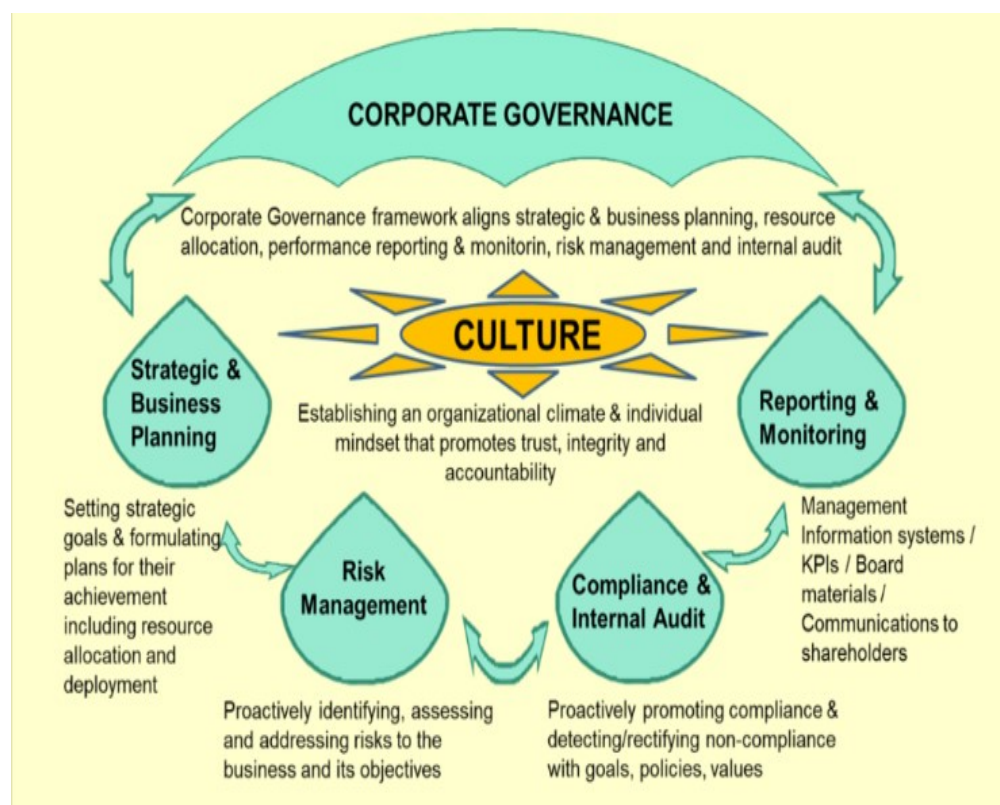 CORPORATE GOVERNANCE
Corporate Governance framework aligns strategic & business planning, resource
allocation, performance reporting & monitorin, risk management and internal audit
CULTURE
Establishing an organizational climate & individual
mindset that promotes trust, integrity and
accountability
Strategic &
Business
Planning
Setting strategic
goals & formulating
plans for their
achievement
including resource
allocation and
deployment
Risk
Management
Proactively identifying, assessing
and addressing risks to the
business and its objectives
Compliance &
Internal Audit
Proactively promoting compliance &
detecting/rectifying non-compliance
with goals, policies, values
Reporting &
Monitoring
Management
Information systems /
KPIs / Board
materials /
Communications to
shareholders